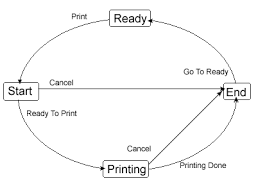 Print
Ready
Go To Ready
Start
Cancel
End
Ready To Print
Cancel
Printing
Printing Done